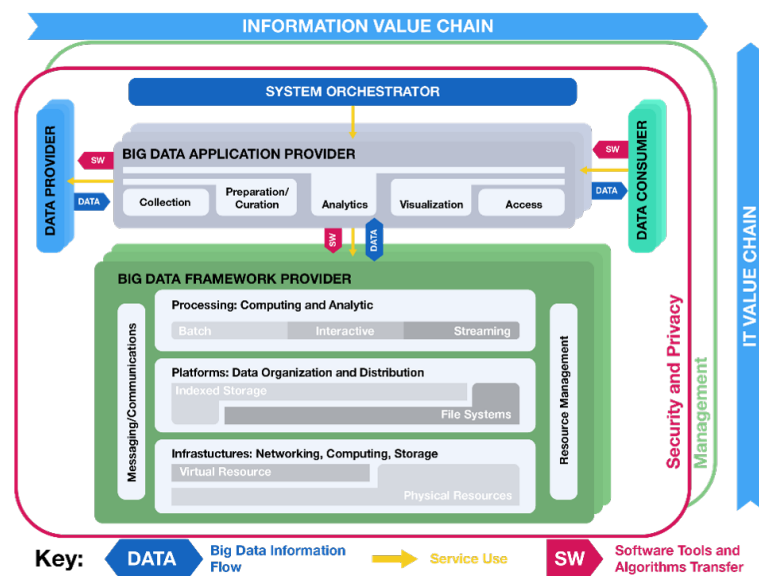 INFORMATION VALUE CHAIN
SYSTEM ORCHESTRATOR
DATA PROVIDER
SW
DATA
BIG DATA APPLICATION PROVIDER
Collection
Preparation/
Curation
Analytics
Visualization
Access
SW
DATA
DATA CONSUMER
SW
DATA
BIG DATA FRAMEWORK PROVIDER
Messaging/Communications
Processing: Computing and Analytic
Batch
Interactive
Streaming
Platforms: Data Organization and Distribution
Indexed Storage
File Systems
Infrastuctures: Networking, Computing, Storage
Virtual Resource
Physical Resources
Resource Management
Security and Privacy
Management
IT VALUE CHAIN
Key:
DATA
Big Data Information
Flow
Service Use
SW
Software Tools and
Algorithms Transfer